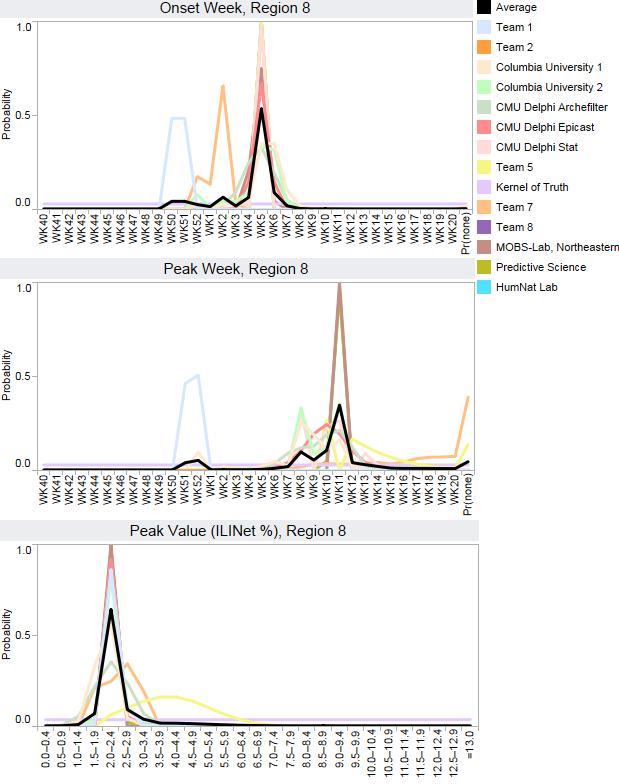 Onset Week, Region 8
1.0
0.5
0.0
Probability
WK40
WK41
WK42
WK43
WK44
WK45
WK46
WK47
WK48
WK49
WK50
WK51
WK52
WK1
WK2
WK3
WK4
WK5
WK6
WK7
WK8
WK9
WK10
WK11
WK12
WK13
WK14
WK15
WK16
WK17
WK18
WK19
WK20
Pr(none)
Average
Team 1
Team 2
Columbia University 1
Columbia University 2
CMU Delphi Archefilter
CMU Delphi Epicast
CMU Delphi Stat
Team 5
Kernel of Truth
Team 7
Team 8
MOBS-Lab, Northeastern
Predictive Science
HumNat Lab
Peak Week, Region 8
1.0
0.5
0.0
Probability
WK40
WK41
WK42
WK43
WK44
WK45
WK46
WK47
WK48
WK49
WK50
WK51
WK52
WK1
WK2
WK3
WK4
WK5
WK6
WK7
WK8
WK9
WK10
WK11
WK12
WK13
WK14
WK15
WK16
WK17
WK18
WK19
WK20
Pr(none)
Peak Value (ILINet %), Region 8
1.0
0.5
0.0
Probability
0.0–0.4
0.5–0.9
1.0–1.4
1.5–1.9
2.0–2.4
2.5–2.9
3.0–3.4
3.5–3.9
4.0–4.4
4.5–4.9
5.0–5.4
5.5–5.9
6.0–6.4
6.5–6.9
7.0–7.4
7.5–7.9
8.0–8.4
8.5–8.9
9.0–9.4
9.5–9.9
10.0–10.4
10.5–10.9
11.0–11.4
11.5–11.9
12.0–12.4
12.5–12.9
=13.0